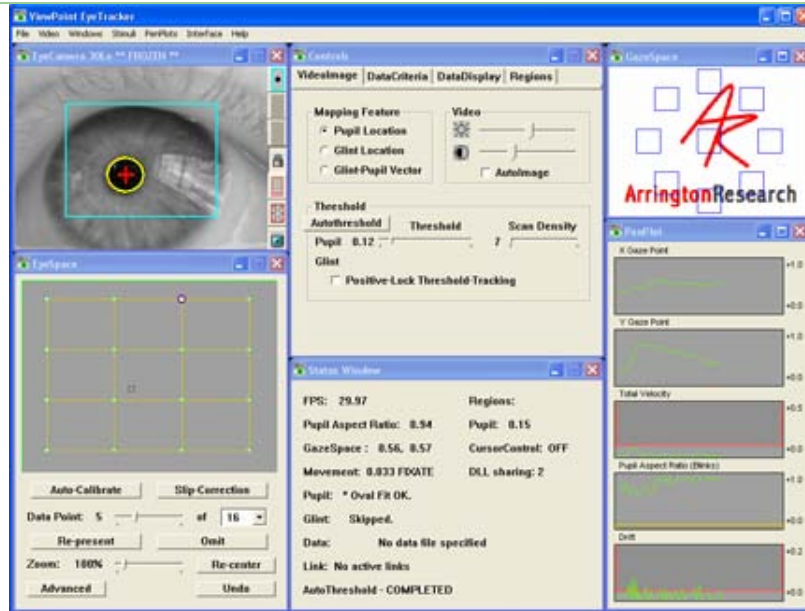 ViewPoint EyeTracker
File Video Windows Stimuli PenPlots Interface Help
EyeCamera 30Lo ** FROZEN **
EyeSpace
Auto-Calibrate Slip-Correction
Data Point: 5 of 16
Re-present Omit
Zoom: 100% Re-center
Advanced Undo
Controls
VideoImage DataCriteria DataDisplay Regions
Mapping Feature Video
Pupil Location
Glint Location
Glint-Pupil Vector AutoImage
Threshold
Autothreshold Threshold Scan Density
Pupil 0.12 7
Glint
Positive-Lock Threshold-Tracking
Status Window
FPS: 29.97 Regions:
Pupil Aspect Ratio: 0.94 Pupil: 0.15
GazeSpace : 0.56, 0.57 CursorControl: OFF
Movement: 0.033 FIXATE DLL sharing: 2
Pupil: * Oval Fit OK.
Glint: Skipped.
Data: No data file specified
Link: No active links
AutoThreshold - COMPLETED
GazeSpace
ArringtonResearch
PenPlot
X Gaze Point
+1.0
+0.0
Y Gaze Point
+1.0
+0.0
Total Velocity
+0.5
+0.0
Pupil Aspect Ratio (Blinks)
+1.0
+0.0
Drift
+0.2
+0.0